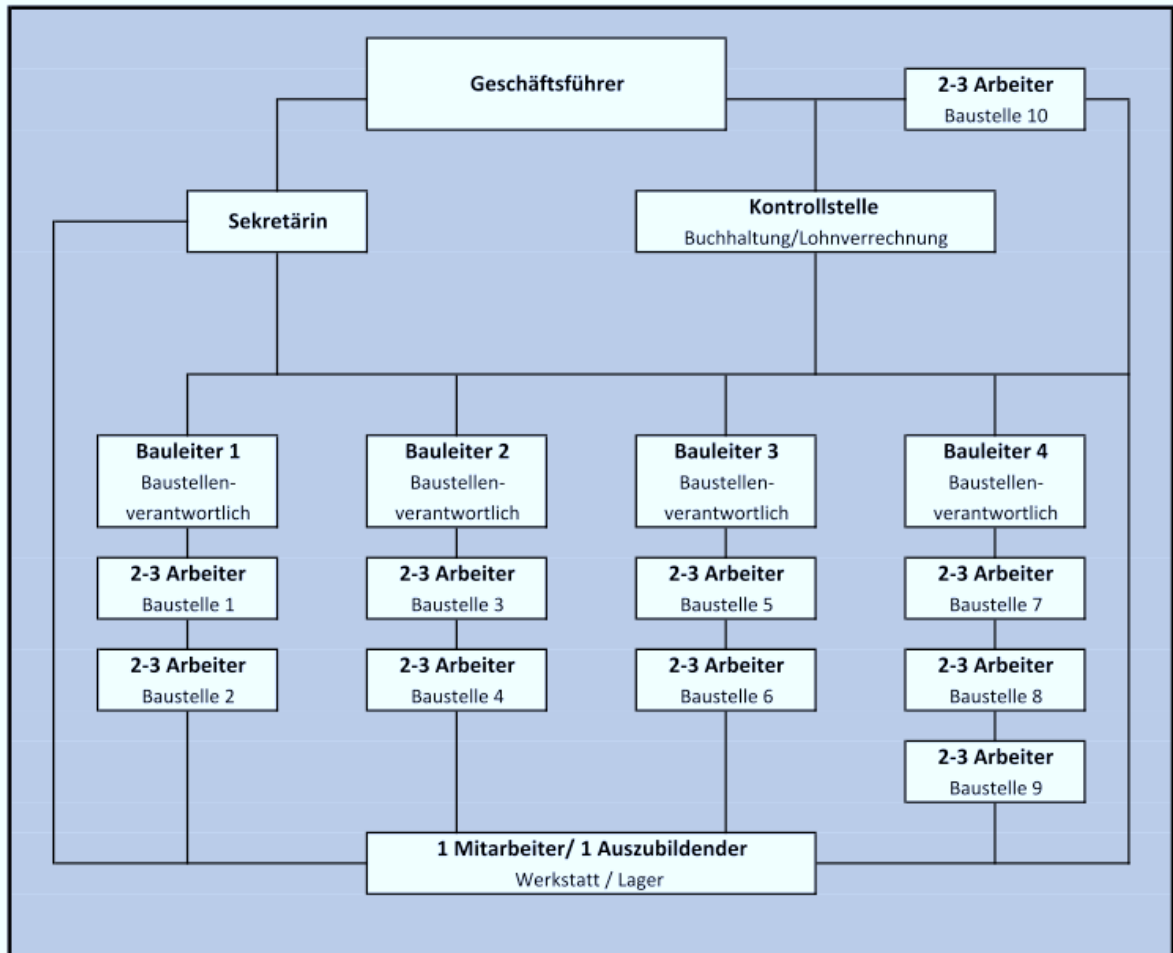 Geschäftsführer
2-3 Arbeiter
Baustelle 10
Sekretärin
Kontrollstelle
Buchhaltung/Lohnverrechnung
Bauleiter 1
Baustellen-
verantwortlich
Bauleiter 2
Baustellen-
verantwortlich
Bauleiter 3
Baustellen-
verantwortlich
Bauleiter 4
Baustellen-
verantwortlich
2-3 Arbeiter
Baustelle 1
2-3 Arbeiter
Baustelle 3
2-3 Arbeiter
Baustelle 5
2-3 Arbeiter
Baustelle 7
2-3 Arbeiter
Baustelle 2
2-3 Arbeiter
Baustelle 4
2-3 Arbeiter
Baustelle 6
2-3 Arbeiter
Baustelle 8
2-3 Arbeiter
Baustelle 9
1 Mitarbeiter/ 1 Auszubildender
Werkstatt / Lager